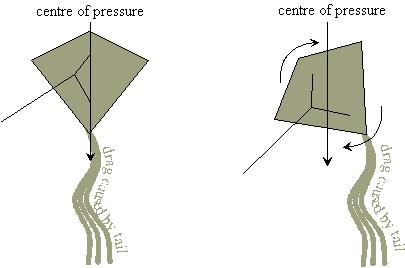 centre of pressure
drag caused by tail
centre of pressure
drag caused by tail